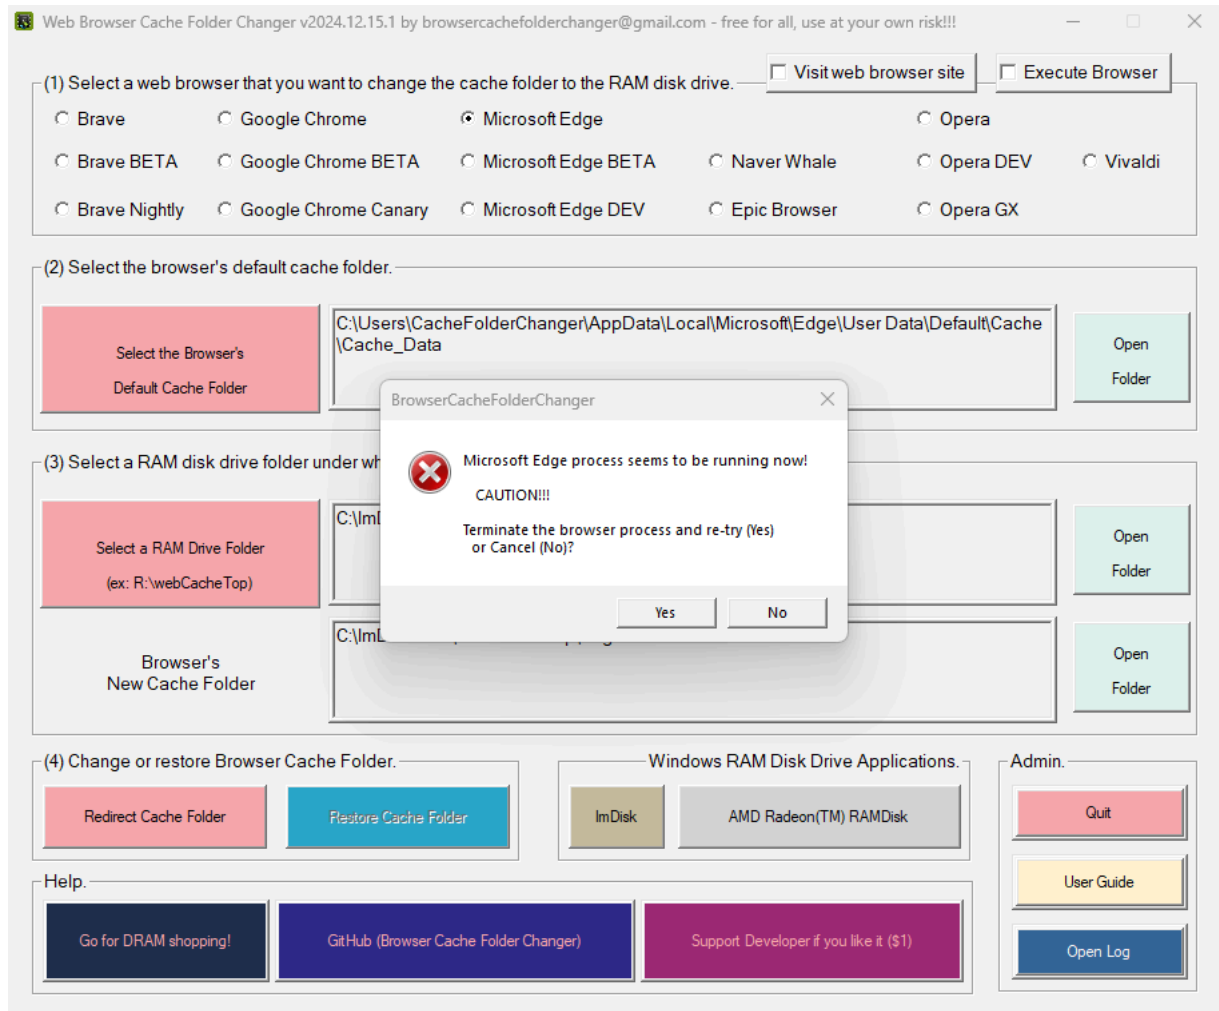 Web Browser Cache Folder Changer v2024.12.15.1 by browsercachefolderchanger@gmail.com - free for all, use at your own risk!!!
(1) Select a web browser that you want to change the cache folder to the RAM disk drive.
Visit web browser site
Execute Browser
Brave
Google Chrome
Microsoft Edge
Opera
Brave BETA
Google Chrome BETA
Microsoft Edge BETA
Naver Whale
Opera DEV
Vivaldi
Brave Nightly
Google Chrome Canary
Microsoft Edge DEV
Epic Browser
Opera GX
(2) Select the browser's default cache folder.
Select the Browser's
Default Cache Folder
C:\Users\CacheFolderChanger\AppData\Local\Microsoft\Edge\User Data\Default\Cache
\Cache_Data
Open
Folder
BrowserCacheFolderChanger
Microsoft Edge process seems to be running now!
CAUTION!!!
Terminate the browser process and re-try (Yes)
or Cancel (No)?
Yes
No
(3) Select a RAM disk drive folder under
Select a RAM Drive Folder
(ex: R:\webCacheTop)
Open
Folder
Browser's
New Cache Folder
Open
Folder
(4) Change or restore Browser Cache Folder.
Redirect Cache Folder
Restore Cache Folder
Windows RAM Disk Drive Applications.
ImDisk
AMD Radeon(TM) RAMDisk
Admin.
Quit
User Guide
Open Log
Help.
Go for DRAM shopping!
GitHub (Browser Cache Folder Changer)
Support Developer if you like it ($1)